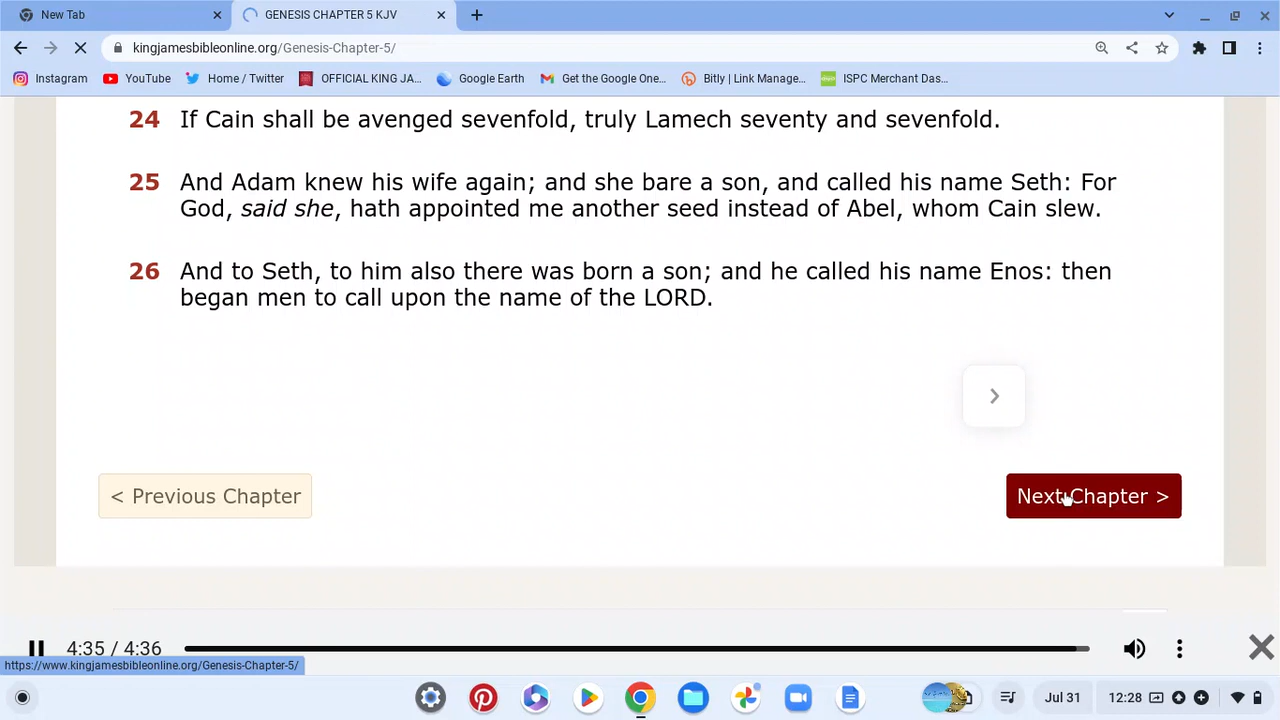 New Tab
GENESIS CHAPTER 5 KJV
kingjamesbibleonline.org/Genesis-Chapter-5/
Instagram
YouTube
Home / Twitter
OFFICIAL KING JA...
Google Earth
Get the Google One...
Bitly | Link Manage...
ISPC Merchant Das...
24 If Cain shall be avenged sevenfold, truly Lamech seventy and sevenfold.
25 And Adam knew his wife again; and she bare a son, and called his name Seth: For
God, said she, hath appointed me another seed instead of Abel, whom Cain slew.
26 And to Seth, to him also there was born a son; and he called his name Enos: then
began men to call upon the name of the LORD.
< Previous Chapter
Next Chapter >
4:35 / 4:36
https://www.kingjamesbibleonline.org/Genesis-Chapter-5/
Jul 31
12:28